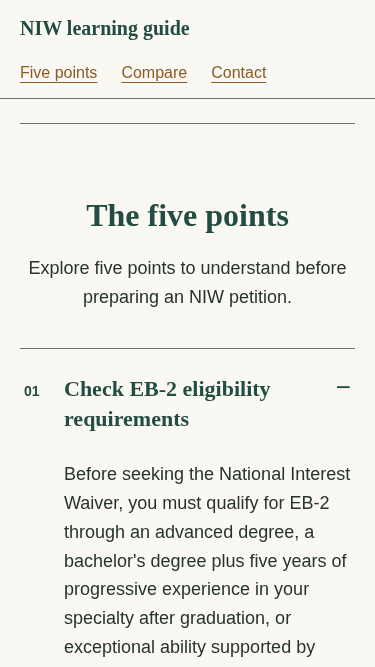 NIW learning guide
Five points Compare Contact
The five points
Explore five points to understand before
preparing an NIW petition.
01 Check EB-2 eligibility −
requirements
Before seeking the National Interest
Waiver, you must qualify for EB-2
through an advanced degree, a
bachelor's degree plus five years of
progressive experience in your
specialty after graduation, or
exceptional ability supported by